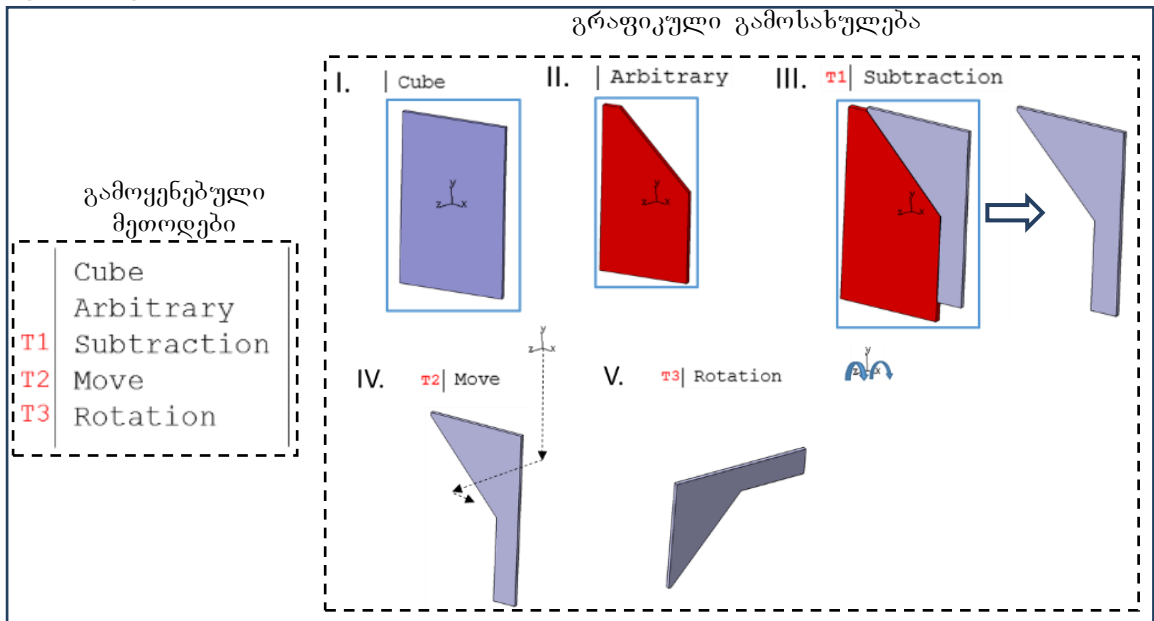 გრაფიკული გამოსახულება
I. | Cube
II. | Arbitrary
III. T1| Subtraction
y
z x
y
z x
y
z x
გამოყენებული
მეთოდები
Cube
Arbitrary
T1 Subtraction
T2 Move
T3 Rotation
y
z x
IV. T2| Move
V. T3| Rotation
y
z x